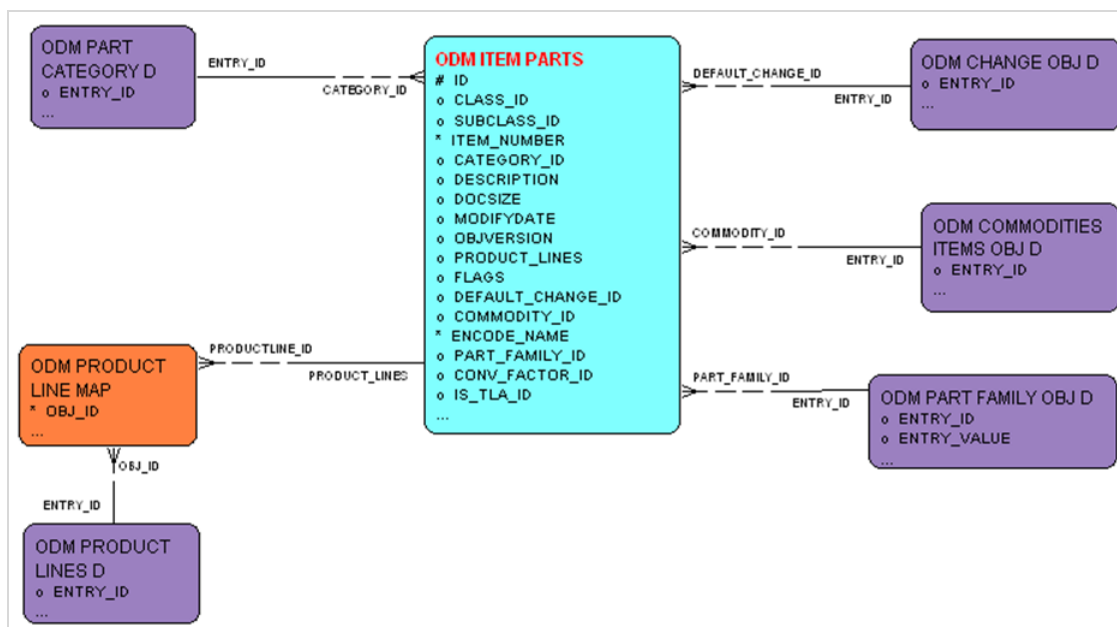 ODM PART
CATEGORY D
o ENTRY_ID
...
ENTRY_ID
CATEGORY_ID
ODM ITEM PARTS
# ID
o CLASS_ID
o SUBCLASS_ID
* ITEM_NUMBER
o CATEGORY_ID
o DESCRIPTION
o DOCSIZE
o MODIFYDATE
o OBJVERSION
o PRODUCT_LINES
o FLAGS
o DEFAULT_CHANGE_ID
o COMMODITY_ID
* ENCODE_NAME
o PART_FAMILY_ID
o CONV_FACTOR_ID
o IS_TLA_ID
...
DEFAULT_CHANGE_ID
ENTRY_ID
ODM CHANGE OBJ D
o ENTRY_ID
...
COMMODITY_ID
ENTRY_ID
ODM COMMODITIES
ITEMS OBJ D
o ENTRY_ID
...
PART_FAMILY_ID
ENTRY_ID
ODM PART FAMILY OBJ D
o ENTRY_ID
o ENTRY_VALUE
...
PRODUCTLINE_ID
PRODUCT_LINES
ODM PRODUCT
LINE MAP
* OBJ_ID
...
OBJ_ID
ENTRY_ID
ODM PRODUCT
LINES D
o ENTRY_ID
...